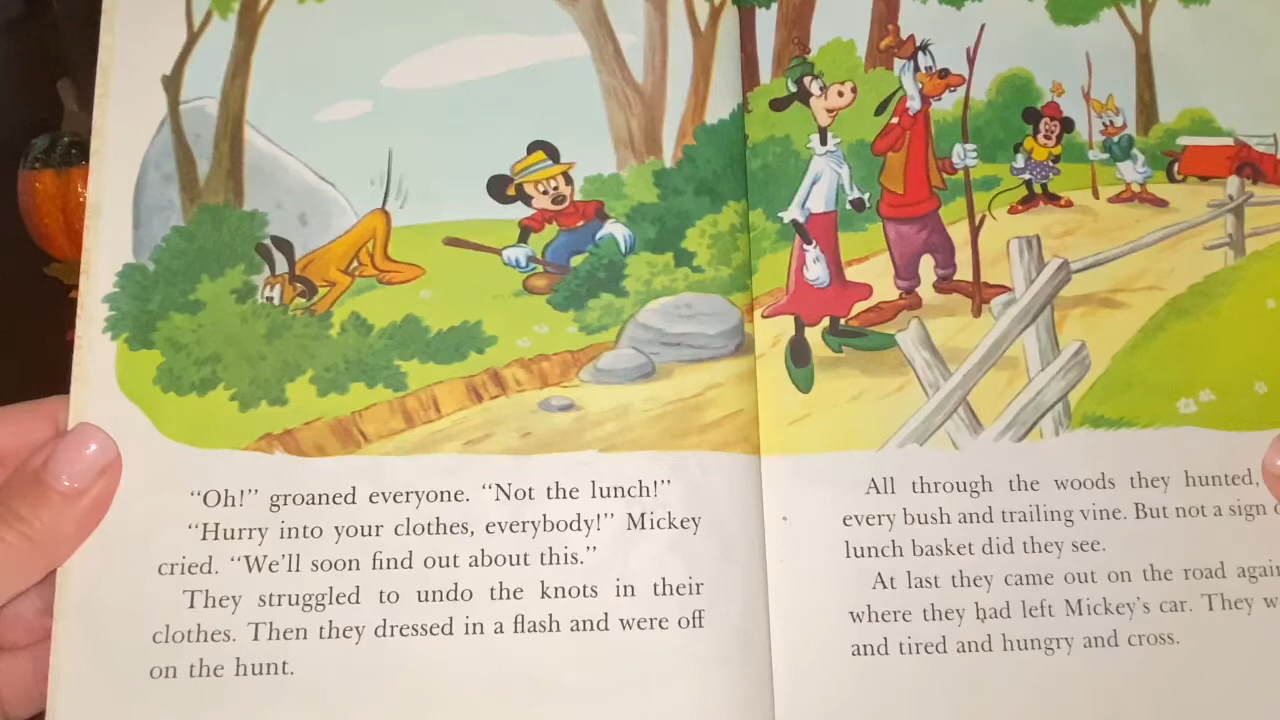 “Oh!” groaned everyone. “Not the lunch!”
“Hurry into your clothes, everybody!” Mickey
cried. “We’ll soon find out about this.”
They struggled to undo the knots in their
clothes. Then they dressed in a flash and were off
on the hunt.
All through the woods they hunted,
every bush and trailing vine. But not a sign
lunch basket did they see.
At last they came out on the road
where they had left Mickey’s car. They
and tired and hungry and cross.